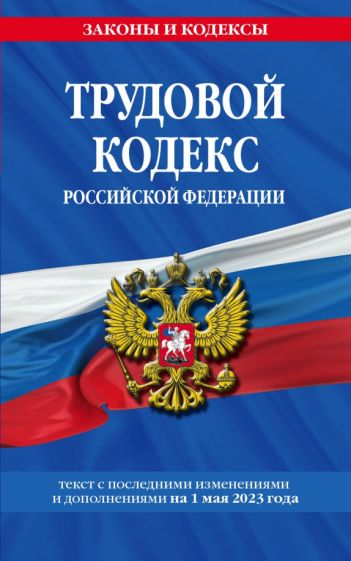 ЗАКОНЫ И КОДЕКСЫ
ТРУДОВОЙ
КОДЕКС
РОССИЙСКОЙ ФЕДЕРАЦИИ
текст с последними изменениями
и дополнениями на 1 мая 2023 года